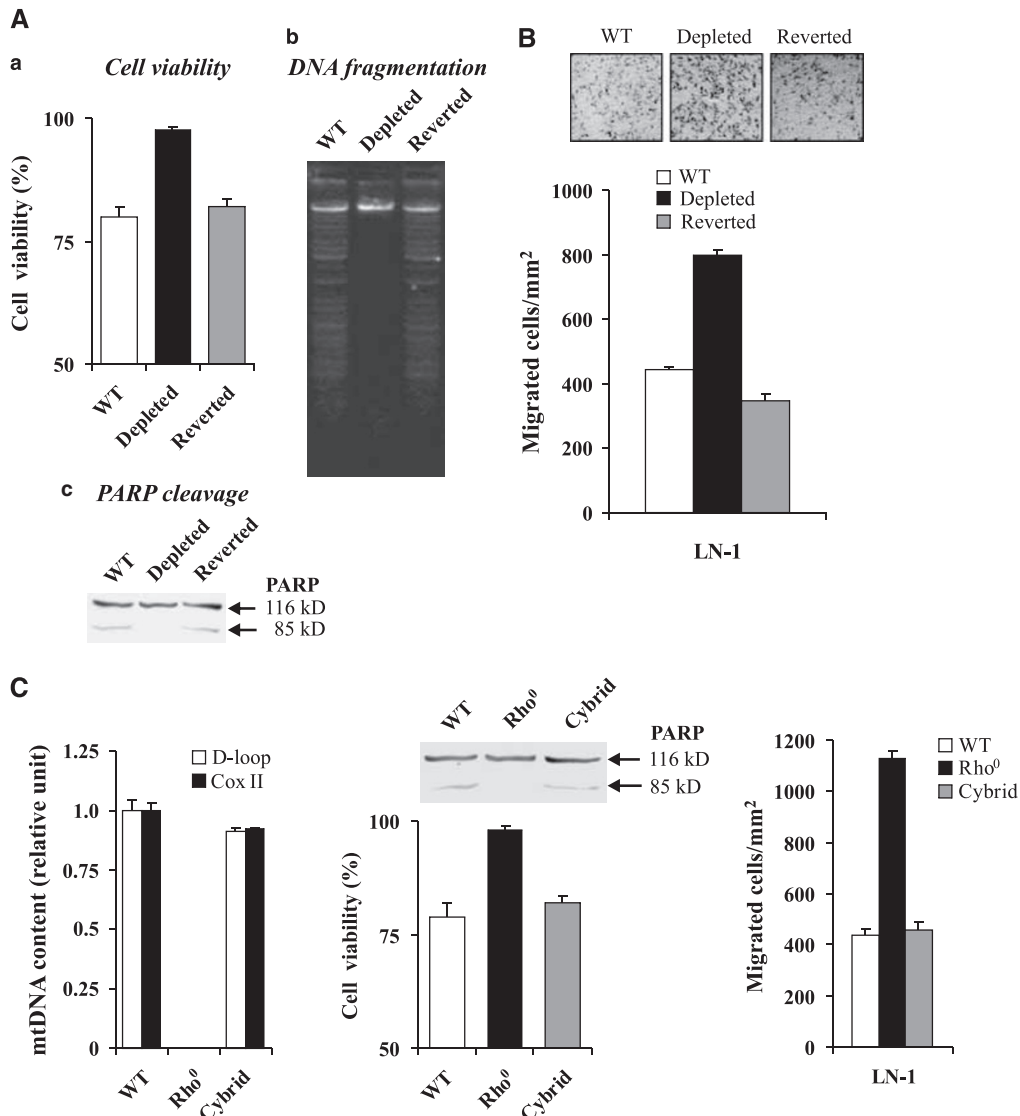 A
a
Cell viability
100
75
50
Cell viability (%)
WT
Depleted
Reverted
b
DNA fragmentation
WT
Depleted
Reverted
c
PARP cleavage
WT
Depleted
Reverted
PARP
116 kD
85 kD
B
WT Depleted Reverted
WT
Depleted
Reverted
1000
800
600
400
200
0
Migrated cells/mm²
LN-1
C
1.25
1.0
0.75
0.5
0.25
0
mtDNA content (relative unit)
D-loop
Cox II
WT
Rho⁰
Cybrid
WT
Rho⁰
Cybrid
PARP
116 kD
85 kD
100
75
50
Cell viability (%)
WT
Rho⁰
Cybrid
1200
1000
800
600
400
200
0
Migrated cells/mm²
WT
Rho⁰
Cybrid
LN-1